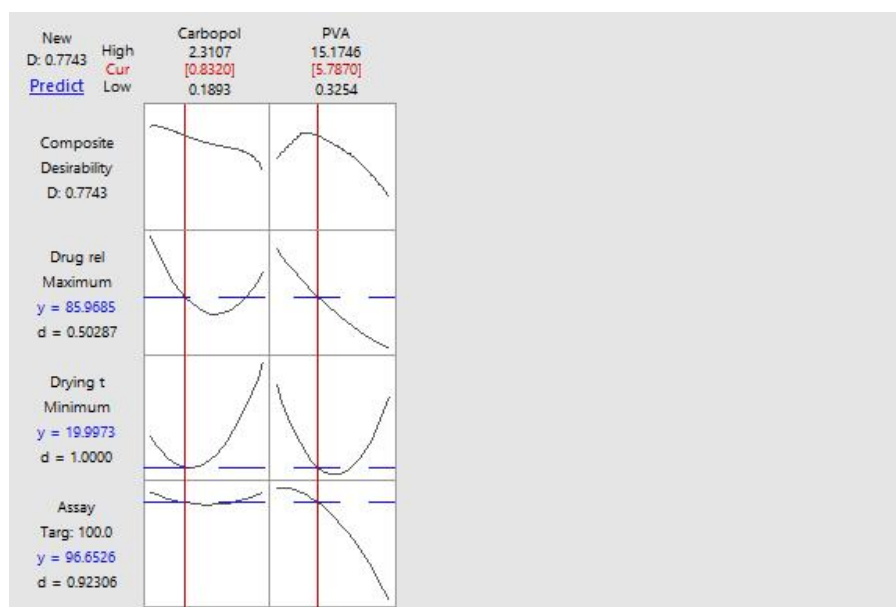 New
D: 0.7743
Predict
High
Cur
Low
Carbopol
2.3107
[0.8320]
0.1893
PVA
15.1746
[5.7870]
0.3254
Composite
Desirability
D: 0.7743
Drug rel
Maximum
y = 85.9685
d = 0.50287
Drying t
Minimum
y = 19.9973
d = 1.0000
Assay
Targ: 100.0
y = 96.6526
d = 0.92306